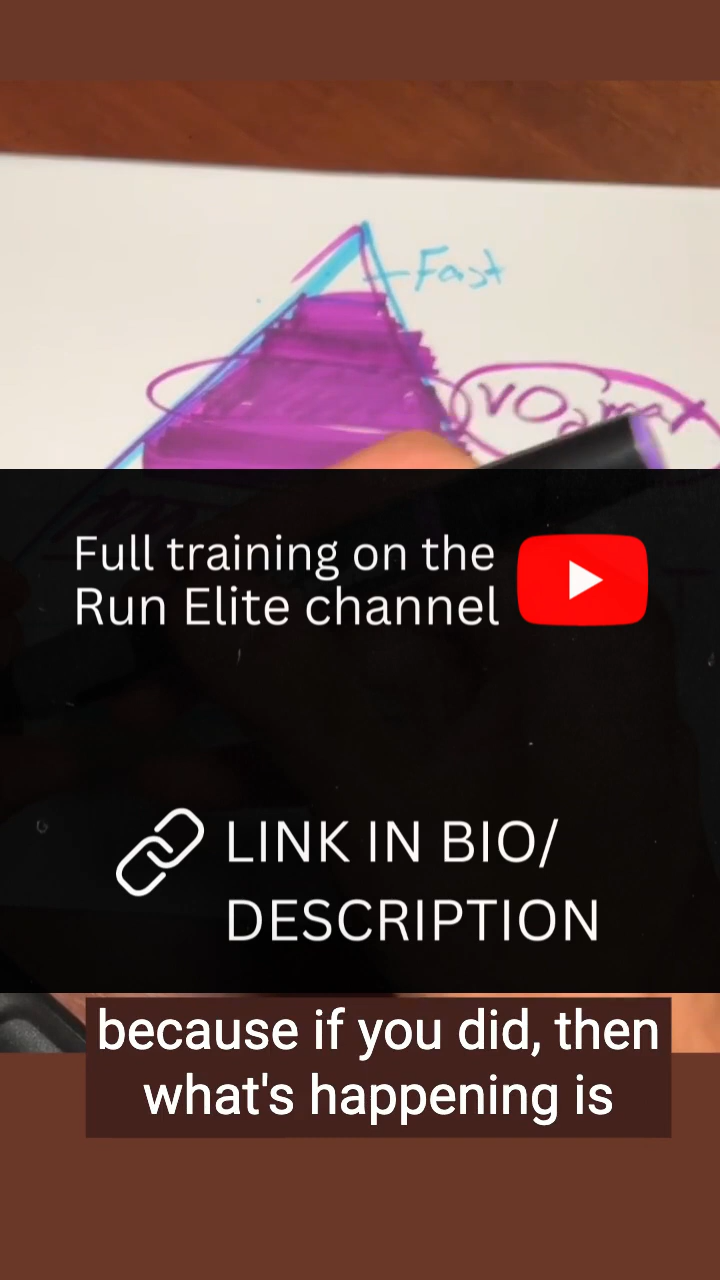 Fast
VO2max
Full training on the
Run Elite channel
LINK IN BIO/
DESCRIPTION
because if you did, then
what's happening is